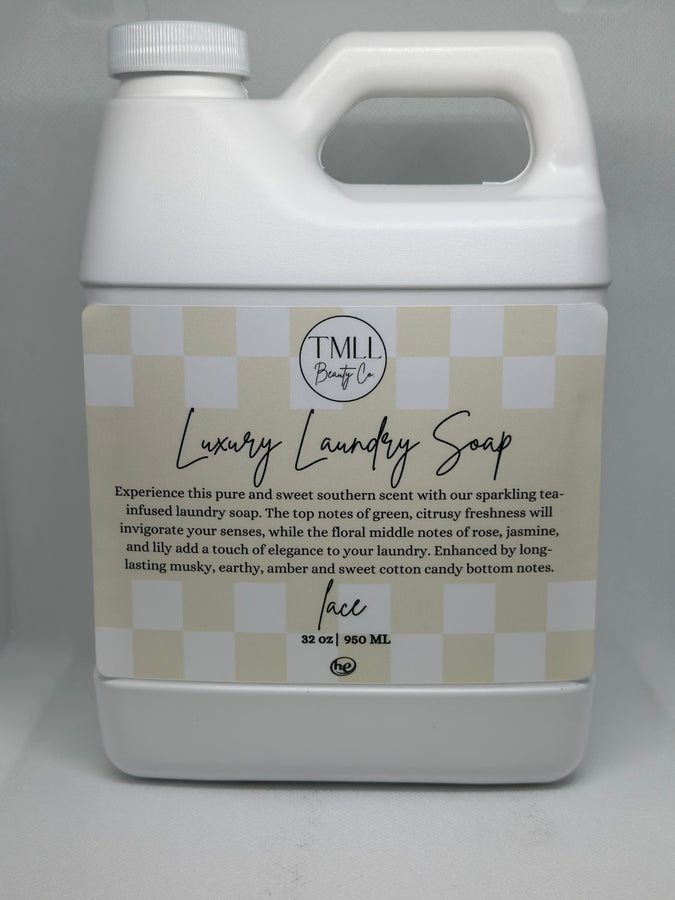 TMLL
Beauty Co.
Luxury Laundry Soap
Experience this pure and sweet southern scent with our sparkling tea-
infused laundry soap. The top notes of green, citrusy freshness will
invigorate your senses, while the floral middle notes of rose, jasmine,
and lily add a touch of elegance to your laundry. Enhanced by long-
lasting musky, earthy, amber and sweet cotton candy bottom notes.
lace
32 oz| 950 ML
he